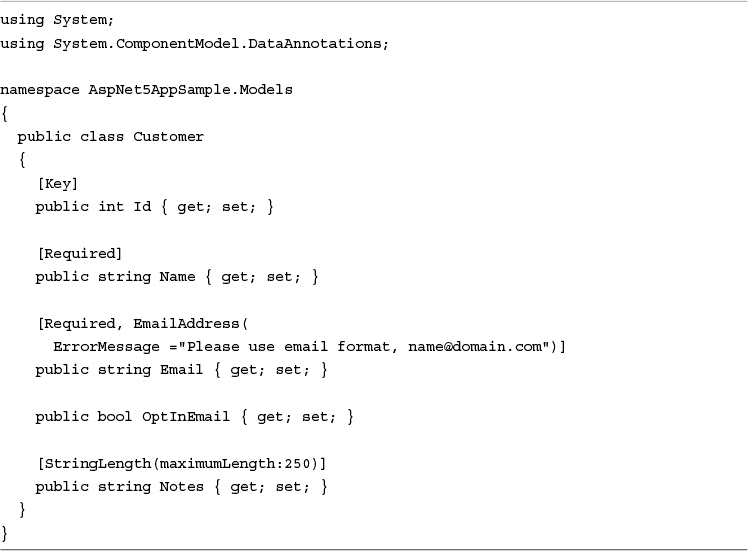 using System;
using System.ComponentModel.DataAnnotations;

namespace AspNet5AppSample.Models
{
  public class Customer
  {
    [Key]
    public int Id { get; set; }

    [Required]
    public string Name { get; set; }

    [Required, EmailAddress(
      ErrorMessage ="Please use email format, name@domain.com")]
    public string Email { get; set; }

    public bool OptInEmail { get; set; }

    [StringLength(maximumLength:250)]
    public string Notes { get; set; }
  }
}